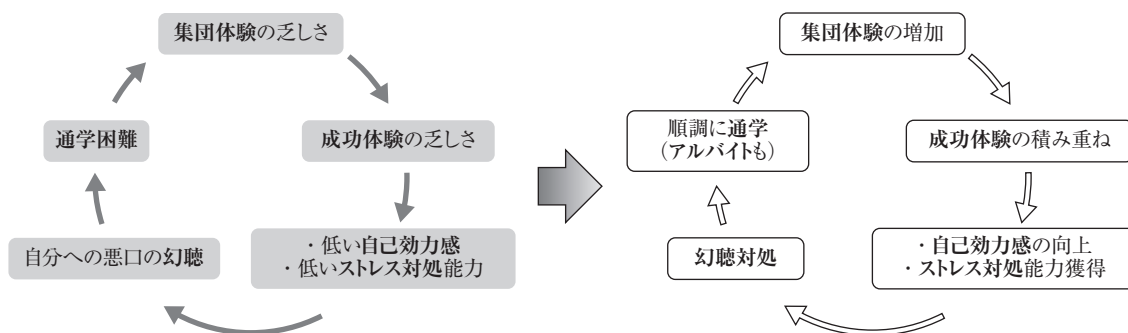 集団体験の乏しさ
通学困難
成功体験の乏しさ
自分への悪口の幻聴
・低い自己効力感
・低いストレス対処能力
集団体験の増加
順調に通学
(アルバイトも)
成功体験の積み重ね
幻聴対処
・自己効力感の向上
・ストレス対処能力獲得